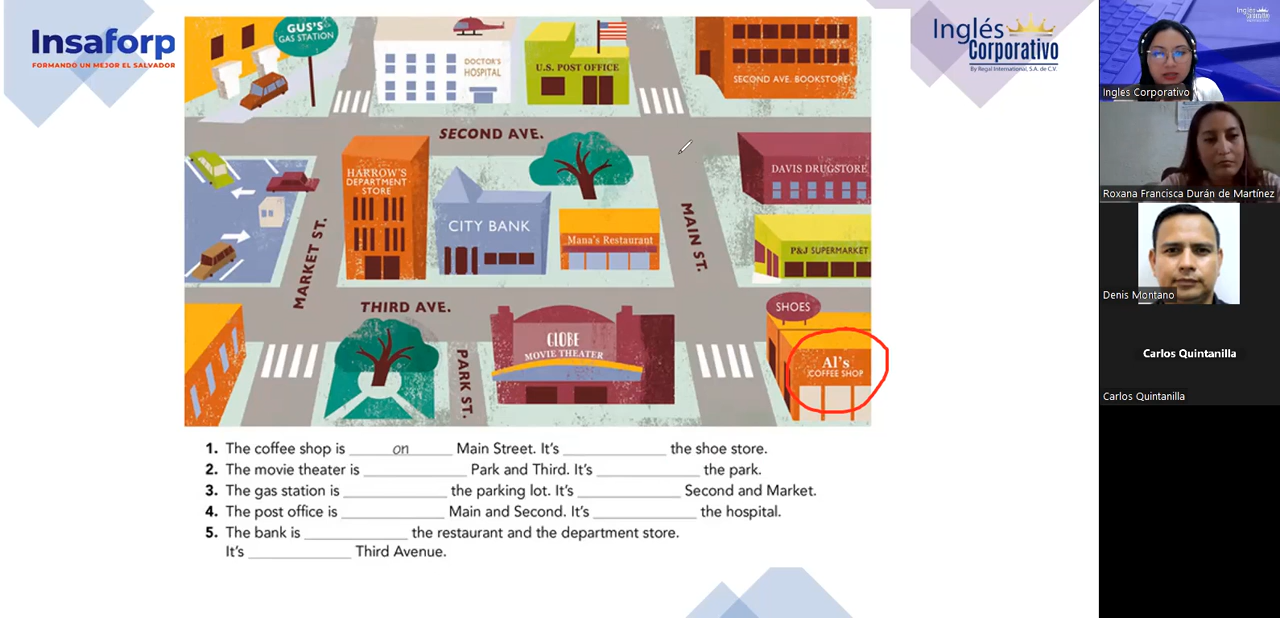 Insaforp
FORMANDO UN MEJOR EL SALVADOR
Inglés
Corporativo
By Regal International, S.A. de C.V.
GUS'S
GAS STATION
DOCTOR'S
HOSPITAL
U.S. POST OFFICE
SECOND AVE. BOOKSTORE
SECOND AVE.
HARROW'S
DEPARTMENT
STORE
CITY BANK
Mana's Restaurant
DAVIS DRUGSTORE
P&J SUPERMARKET
MARKET ST.
MAIN ST.
THIRD AVE.
PARK ST.
GLOBE
MOVIE THEATER
SHOES
Al's
COFFEE SHOP
1. The coffee shop is on Main Street. It's the shoe store.
2. The movie theater is Park and Third. It's the park.
3. The gas station is the parking lot. It's Second and Market.
4. The post office is Main and Second. It's the hospital.
5. The bank is the restaurant and the department store.
It's Third Avenue.
Inglés
Corporativo
Ingles Corporativo
Roxana Francisca Durán de Martínez
Denis Montano
Carlos Quintanilla
Carlos Quintanilla